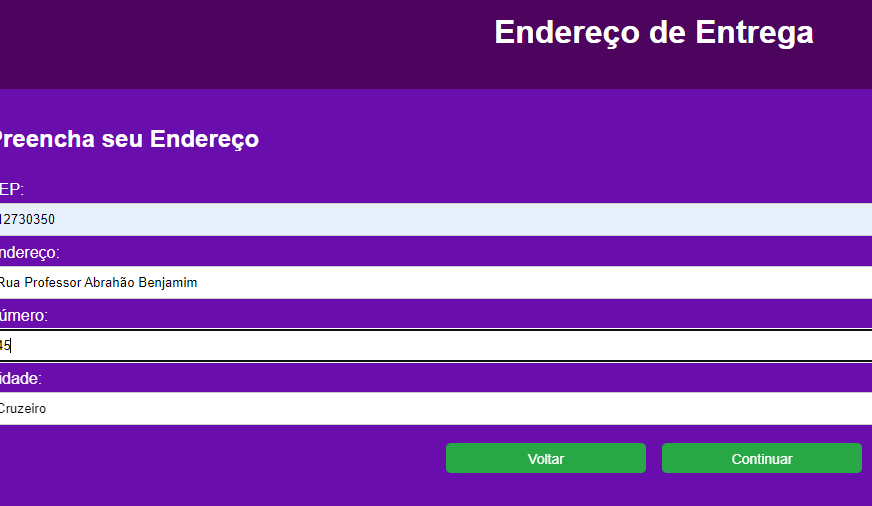 Endereço de Entrega
Preencha seu Endereço
EP:
12730350
ndereço:
Rua Professor Abrahão Benjamim
úmero:
45
idade:
Cruzeiro
Voltar
Continuar